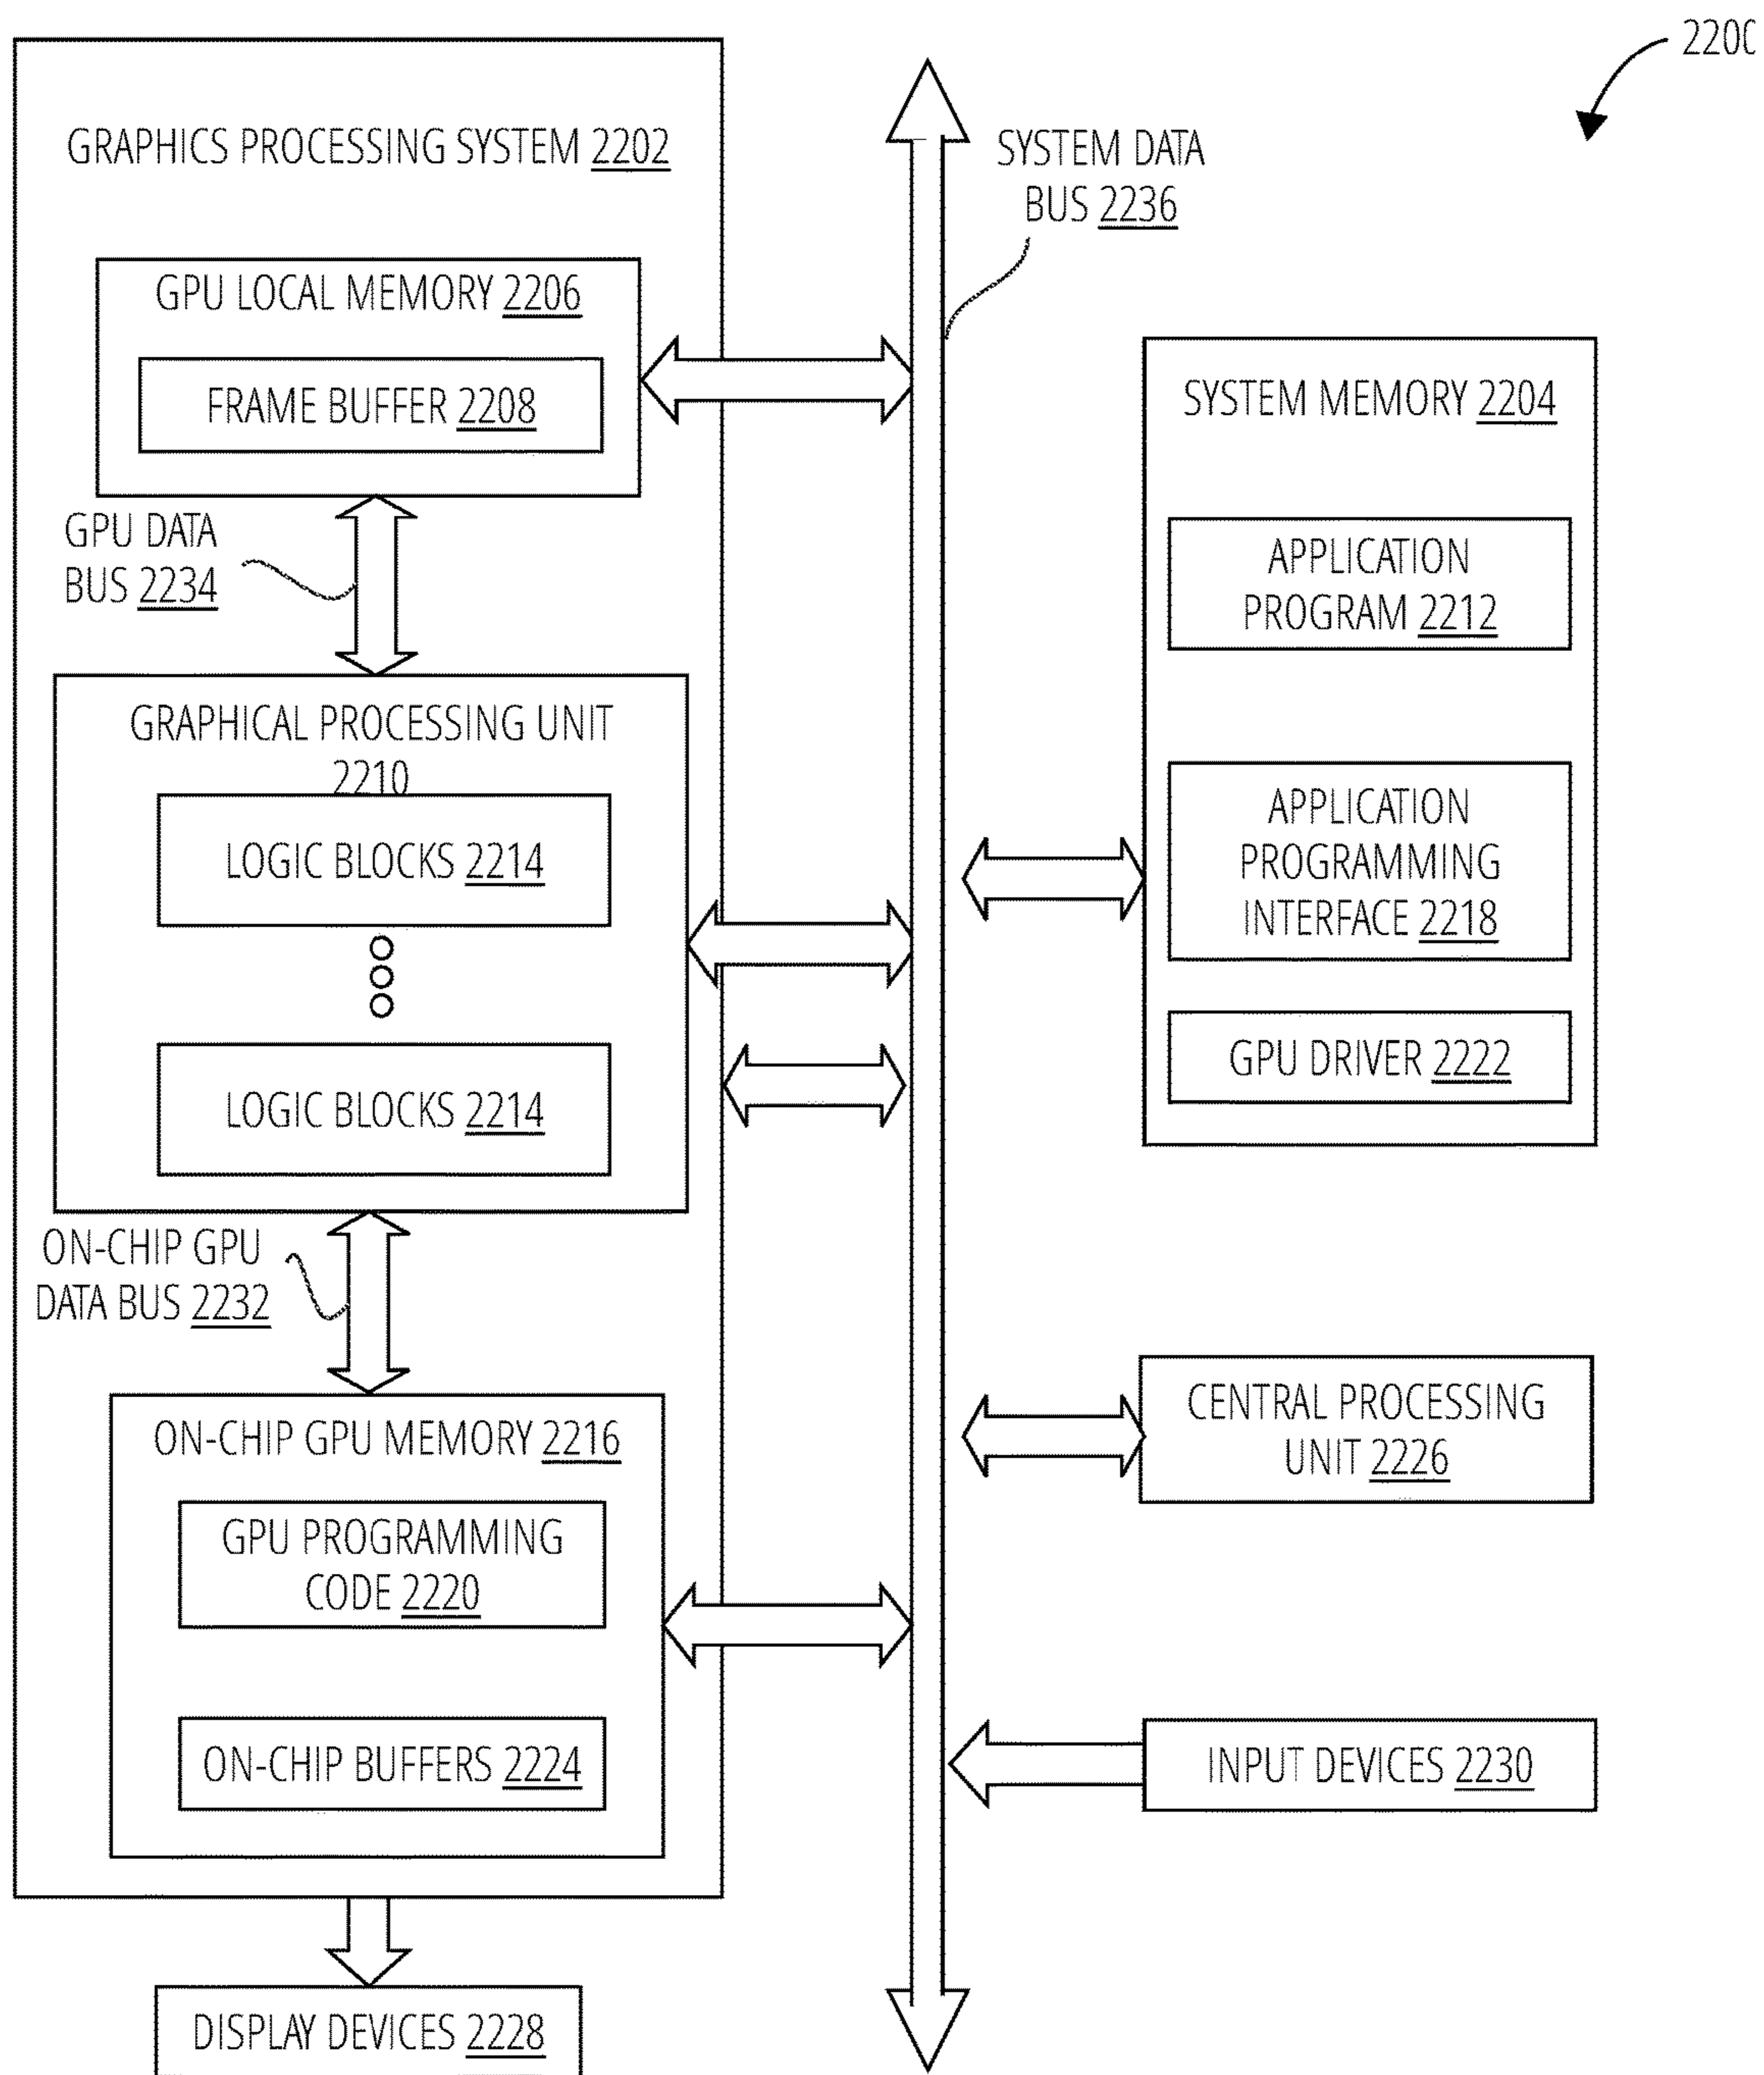 2200
GRAPHICS PROCESSING SYSTEM 2202
SYSTEM DATA
BUS 2236
GPU LOCAL MEMORY 2206
FRAME BUFFER 2208
SYSTEM MEMORY 2204
APPLICATION
PROGRAM 2212
APPLICATION
PROGRAMMING
INTERFACE 2218
GPU DRIVER 2222
GPU DATA
BUS 2234
GRAPHICAL PROCESSING UNIT
2210
LOGIC BLOCKS 2214
LOGIC BLOCKS 2214
ON-CHIP GPU
DATA BUS 2232
ON-CHIP GPU MEMORY 2216
GPU PROGRAMMING
CODE 2220
ON-CHIP BUFFERS 2224
CENTRAL PROCESSING
UNIT 2226
INPUT DEVICES 2230
DISPLAY DEVICES 2228